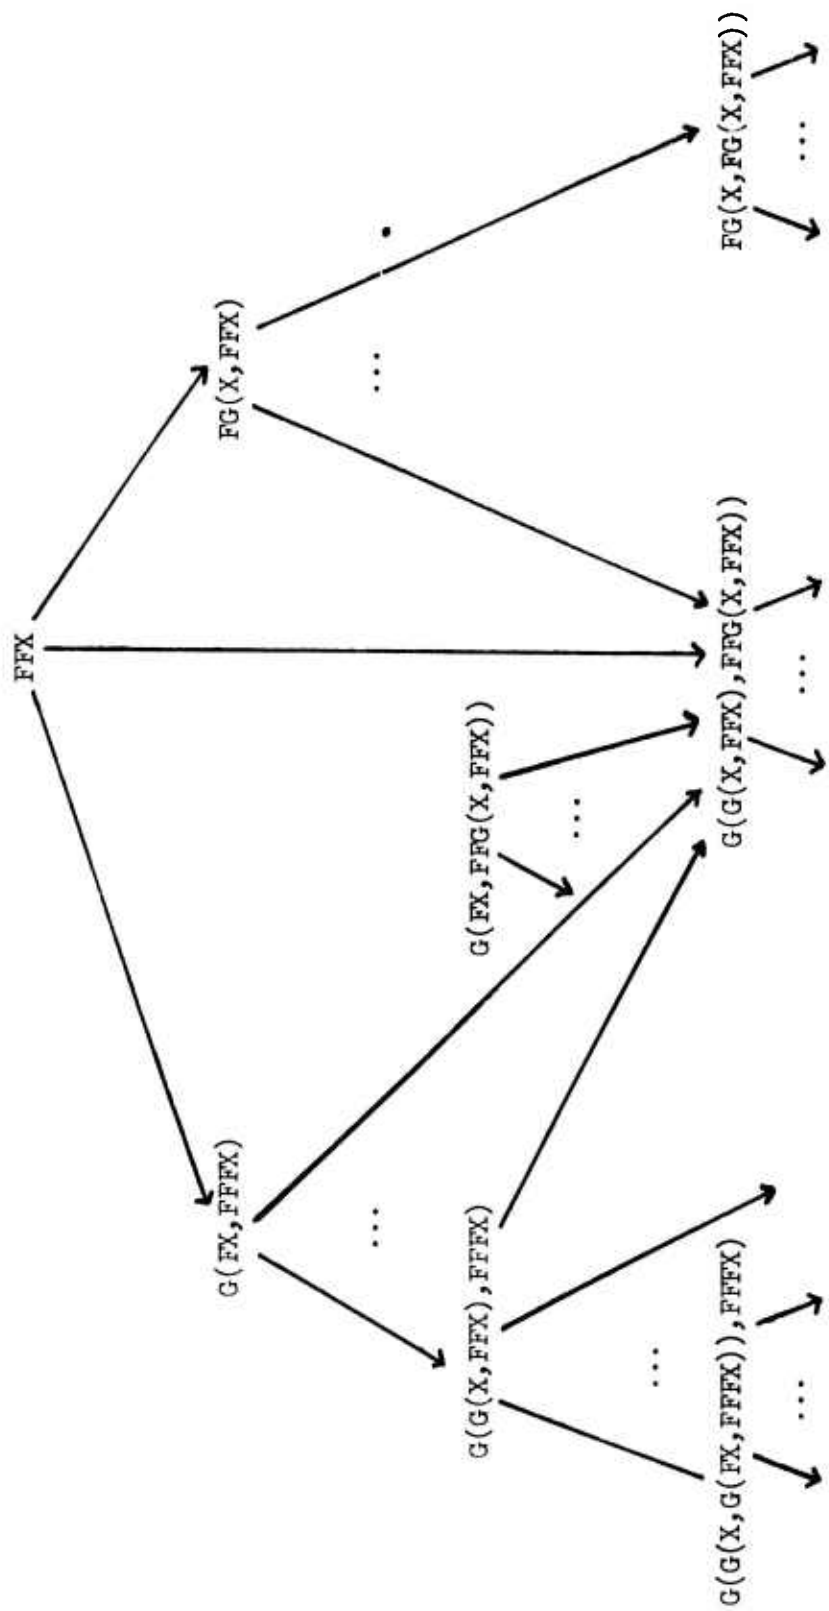 FFX
G(FX,FFFX)
FG(X,FFX)
...
...
G(G(X,FFX),FFFX)
G(FX,FFG(X,FFX))
...
...
G(G(X,G(FX,FFFX)),FFFX)
G(G(X,FFX),FFG(X,FFX))
FG(X,FG(X,FFX))
...
...
...